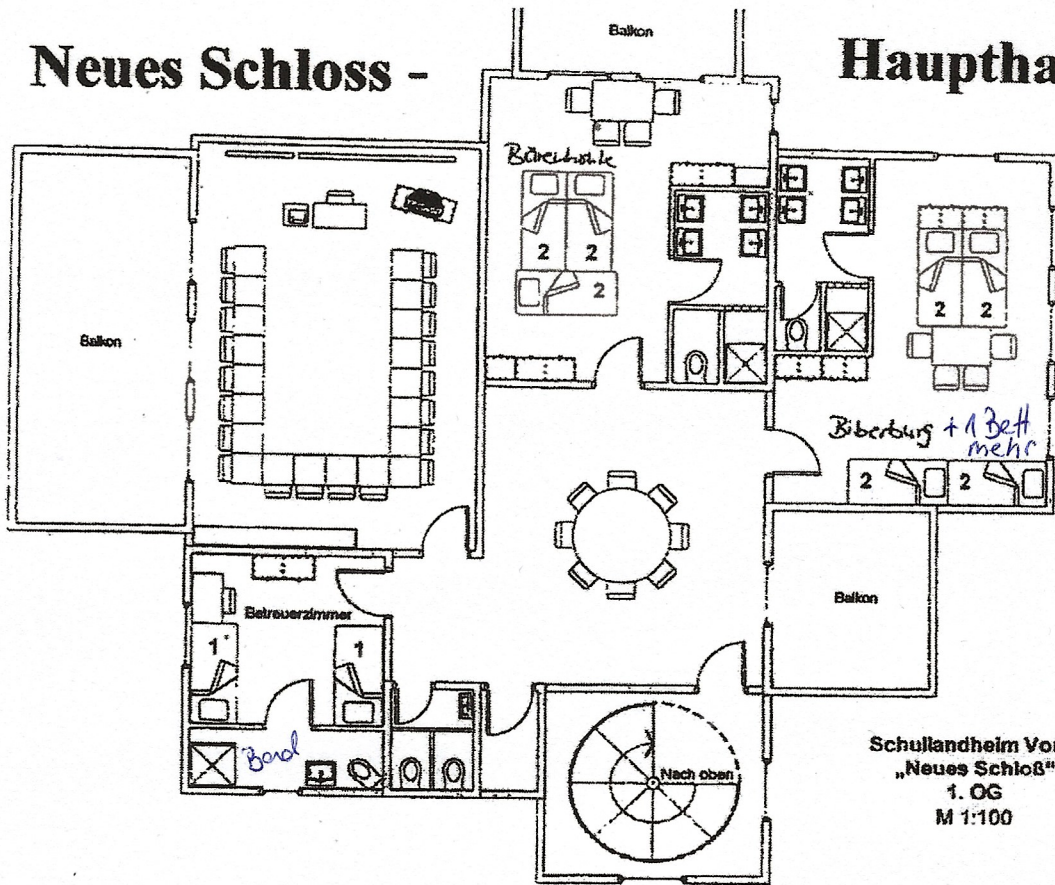 Neues Schloss -
Balkon
Hauptha
Bärenhöhle
2 2
2
2 2
Balkon
Biberburg + 1 Bett
mehr
2 2
Betreuerzimmer
Balkon
1 1
Bad
Nach oben
Schullandheim Vor
„Neues Schloß"
1. OG
M 1:100